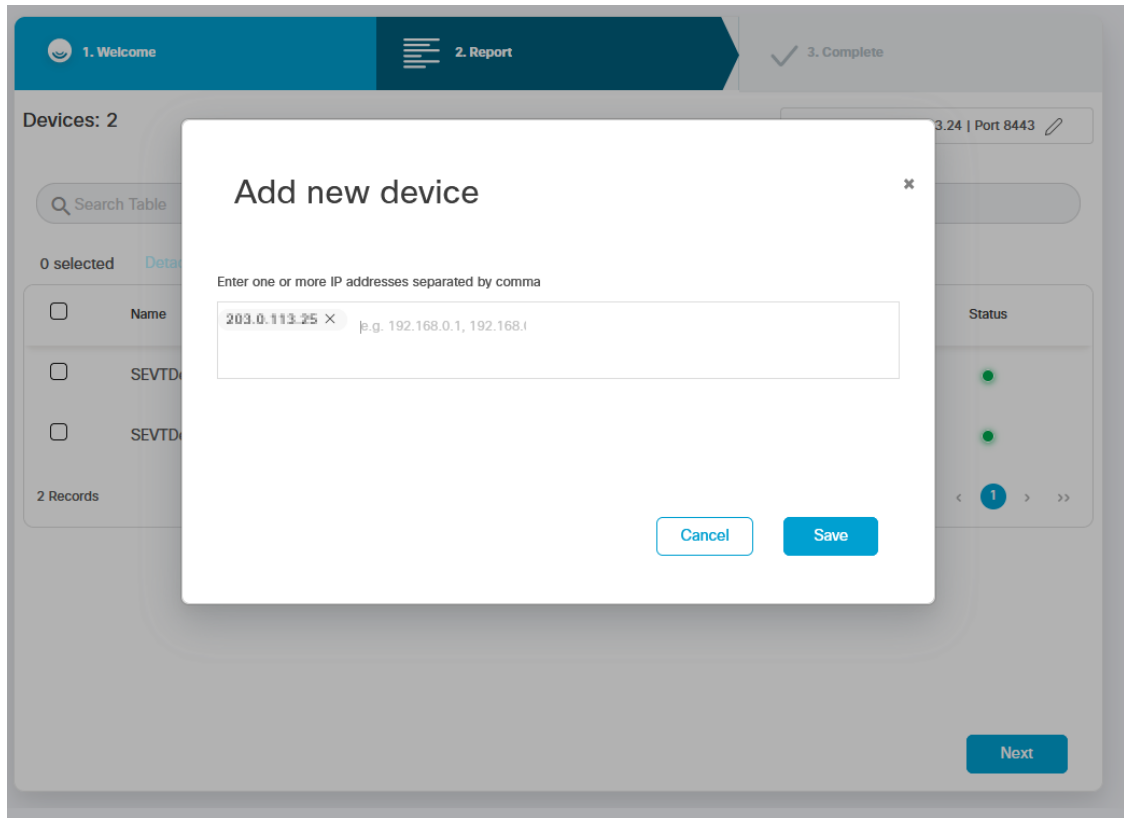 1. Welcome
2. Report
3. Complete
Devices: 2
3.24 | Port 8443
Add new device
Search Table
0 selected
Enter one or more IP addresses separated by comma
203.0.113.25
e.g. 192.168.0.1, 192.168.
Name
Status
SEVTD
SEVTD
2 Records
1
Cancel
Save
Next